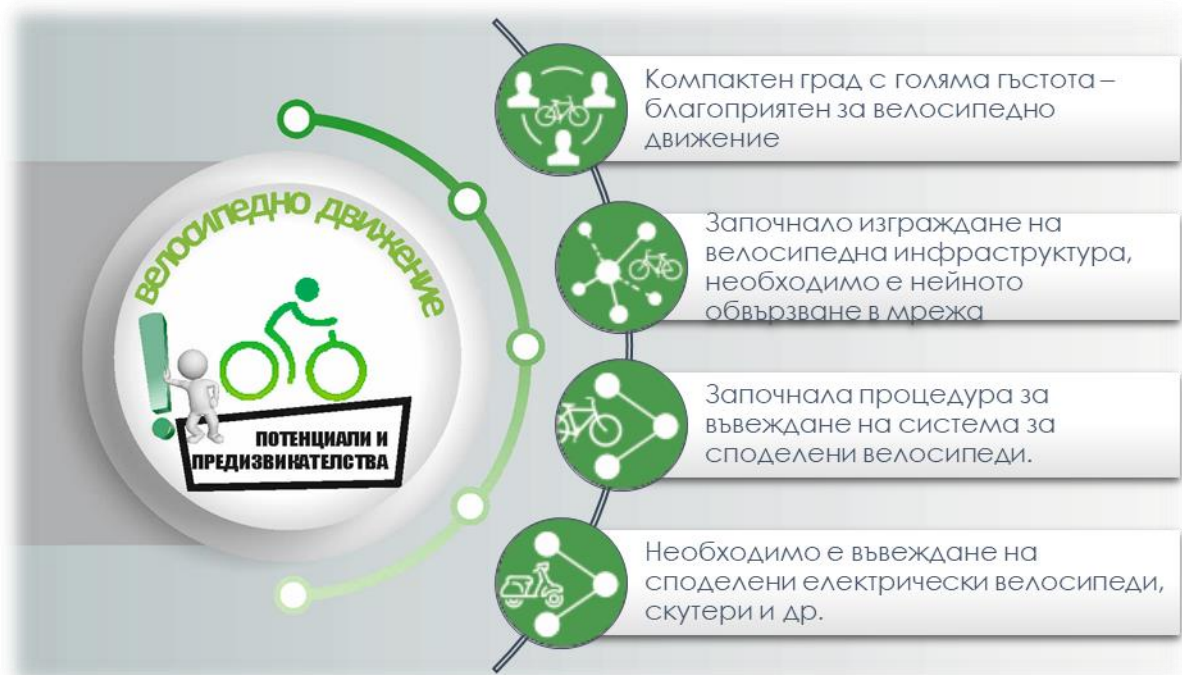 велосипедно движение
ПОТЕНЦИАЛИ И
ПРЕДИЗВИКАТЕЛСТВА
Компактен град с голяма гъстота –
благоприятен за велосипедно
движение
Започнало изграждане на
велосипедна инфраструктура,
необходимо е нейното
обвързване в мрежа
Започнала процедура за
въвеждане на система за
споделени велосипеди.
Необходимо е въвеждане на
споделени електрически велосипеди,
скутери и др.